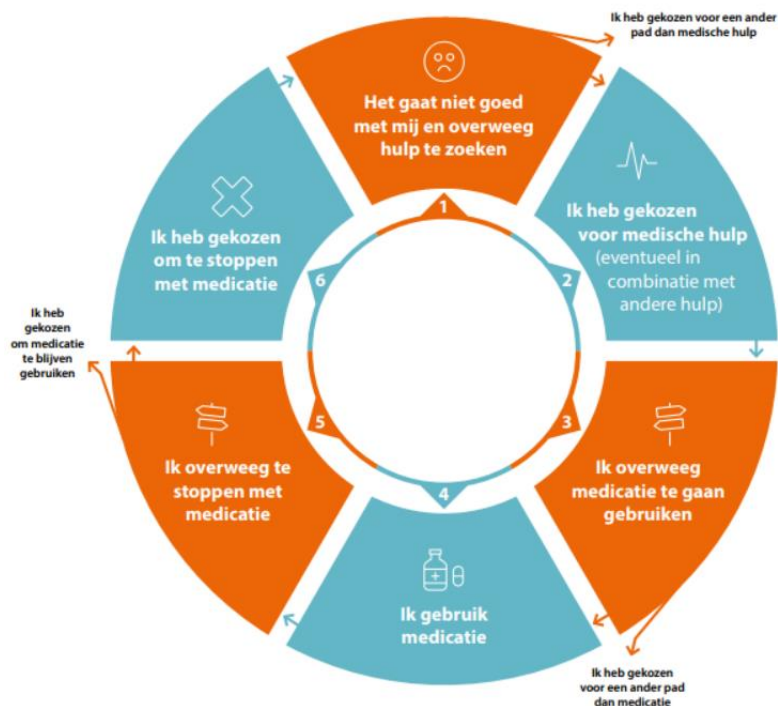 Ik heb gekozen voor een ander
pad dan medische hulp
Het gaat niet goed
met mij en overweeg
hulp te zoeken
1
Ik heb gekozen
voor medische hulp
(eventueel in
combinatie met
andere hulp)
2
Ik overweeg
medicatie te gaan
gebruiken
3
Ik heb gekozen
voor een ander pad
dan medicatie
Ik gebruik
medicatie
4
Ik overweeg te
stoppen met
medicatie
5
Ik heb
gekozen
om medicatie
te blijven
gebruiken
Ik heb gekozen
om te stoppen
met medicatie
6